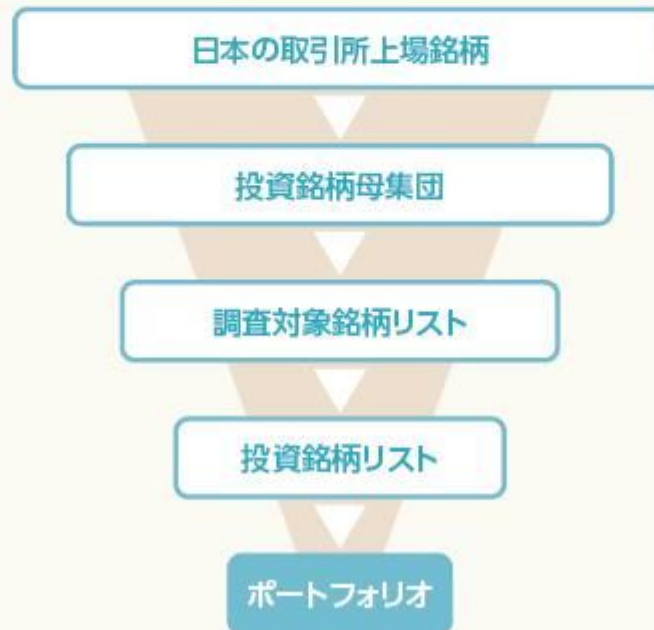 日本の取引所上場銘柄
投資銘柄母集団
調査対象銘柄リスト
投資銘柄リスト
ポートフォリオ